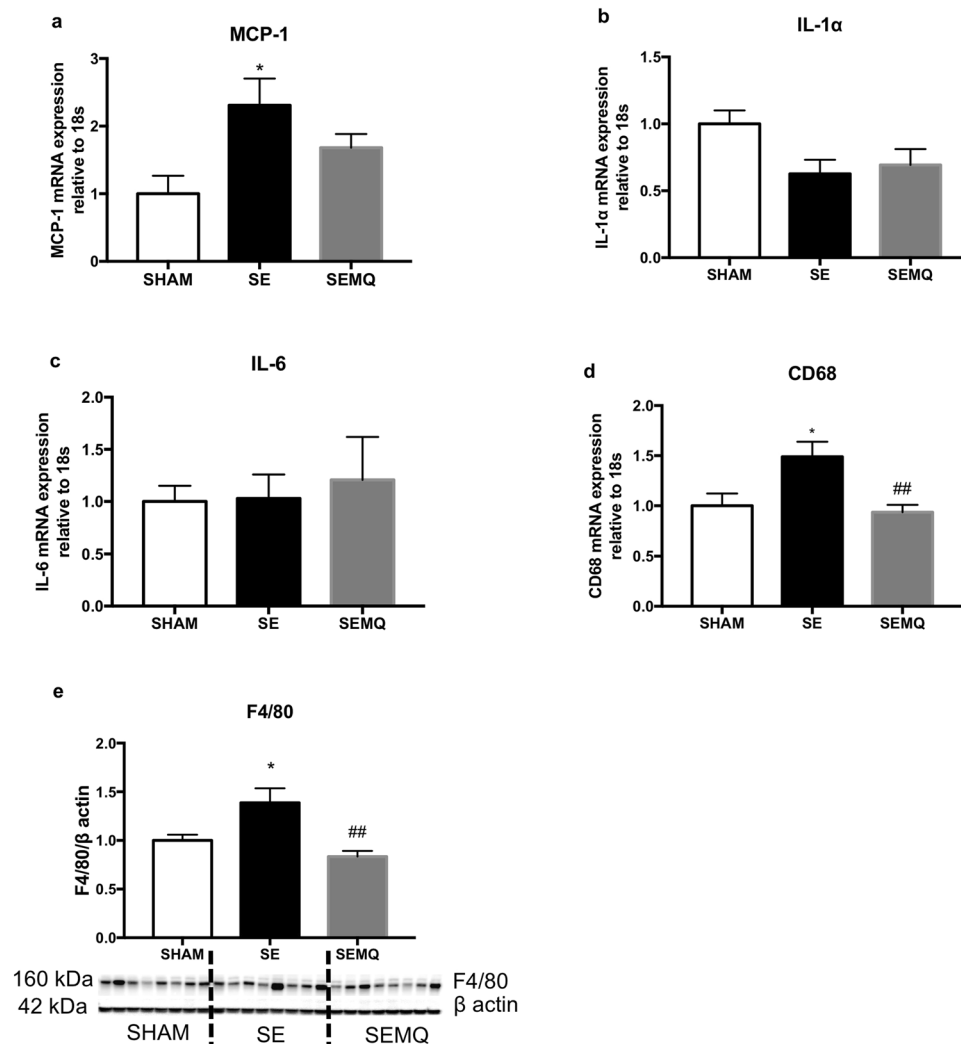 a
MCP-1
MCP-1 mRNA expression
relative to 18s
3
2
1
0
*
SHAM SE SEMQ
b
IL-1α
IL-1α mRNA expression
relative to 18s
1.5
1.0
0.5
0.0
SHAM SE SEMQ
c
IL-6
IL-6 mRNA expression
relative to 18s
2.0
1.5
1.0
0.5
0.0
SHAM SE SEMQ
d
CD68
CD68 mRNA expression
relative to 18s
2.0
1.5
1.0
0.5
0.0
*
##
SHAM SE SEMQ
e
F4/80
F4/80/β actin
2.0
1.5
1.0
0.5
0.0
*
##
SHAM SE SEMQ
160 kDa F4/80
42 kDa β actin
SHAM SE SEMQ